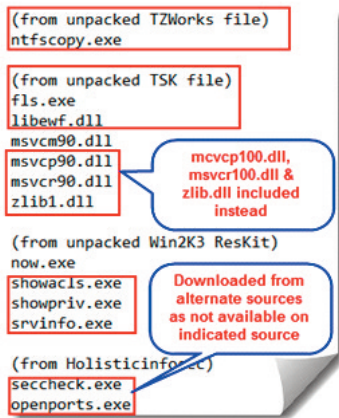 (from unpacked TZWorks file)
ntfscopy.exe
(from unpacked TSK file)
fls.exe
libewf.dll
msvcm90.dll
msvcp90.dll
msvcr90.dll
zlib1.dll
mcvcp100.dll,
msvcr100.dll &
zlib.dll included
instead
(from unpacked Win2K3 ResKit)
now.exe
showacls.exe
showpriv.exe
srvinfo.exe
Downloaded from
alternate sources
as not available on
indicated source
(from Holisticinfosec)
seccheck.exe
openports.exe